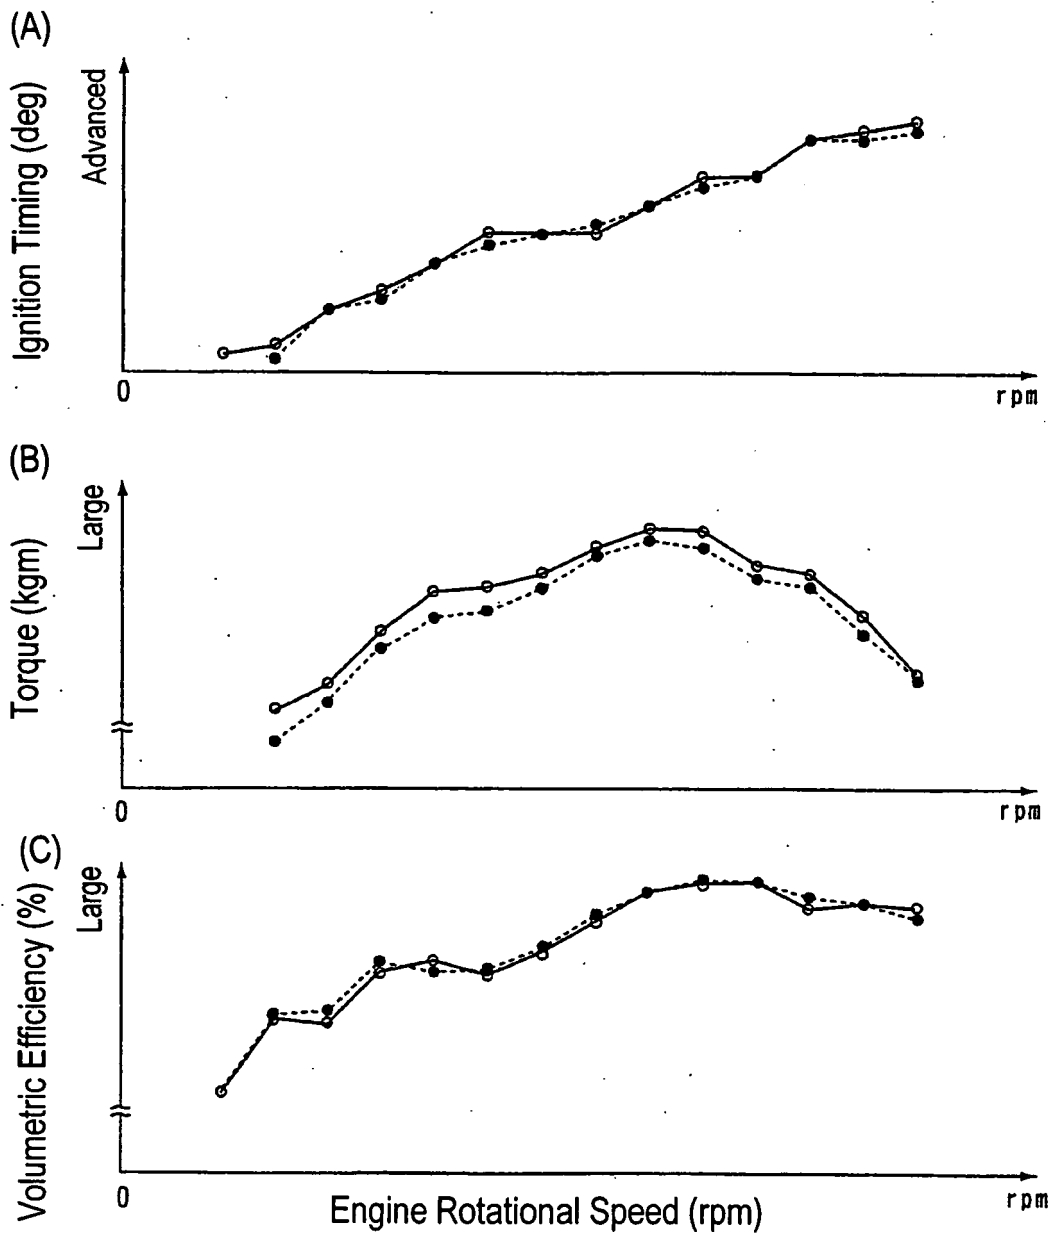 (A)
Ignition Timing (deg)
Advanced
0
rpm
(B)
Torque (kgm)
Large
0
rpm
(C)
Volumetric Efficiency (%)
Large
0
rpm
Engine Rotational Speed (rpm)